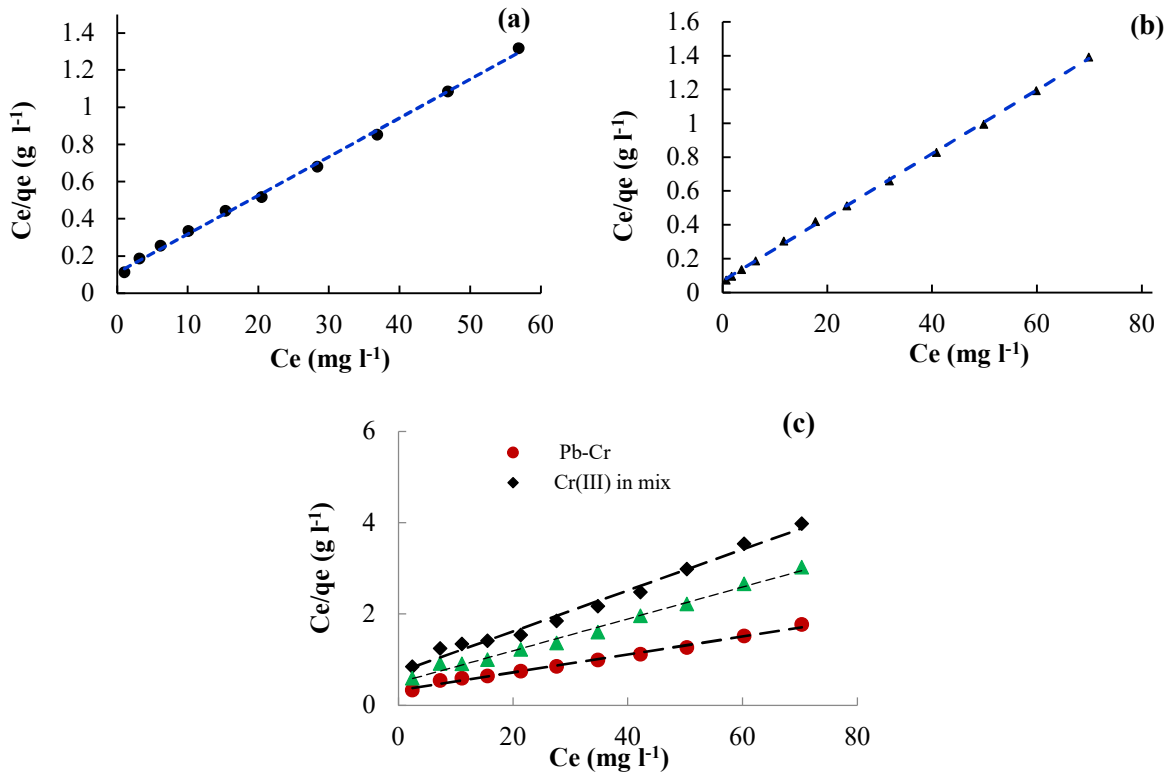 (a)
1.4
1.2
1
0.8
0.6
0.4
0.2
0
Ce/qe (g l-1)
0 10 20 30 40 50 60
Ce (mg l-1)
(b)
1.6
1.4
1.2
1
0.8
0.6
0.4
0.2
0
Ce/qe (g l-1)
0 20 40 60 80
Ce (mg l-1)
(c)
Pb-Cr
Cr(III) in mix
6
4
2
0
Ce/qe (g l-1)
0 20 40 60 80
Ce (mg l-1)